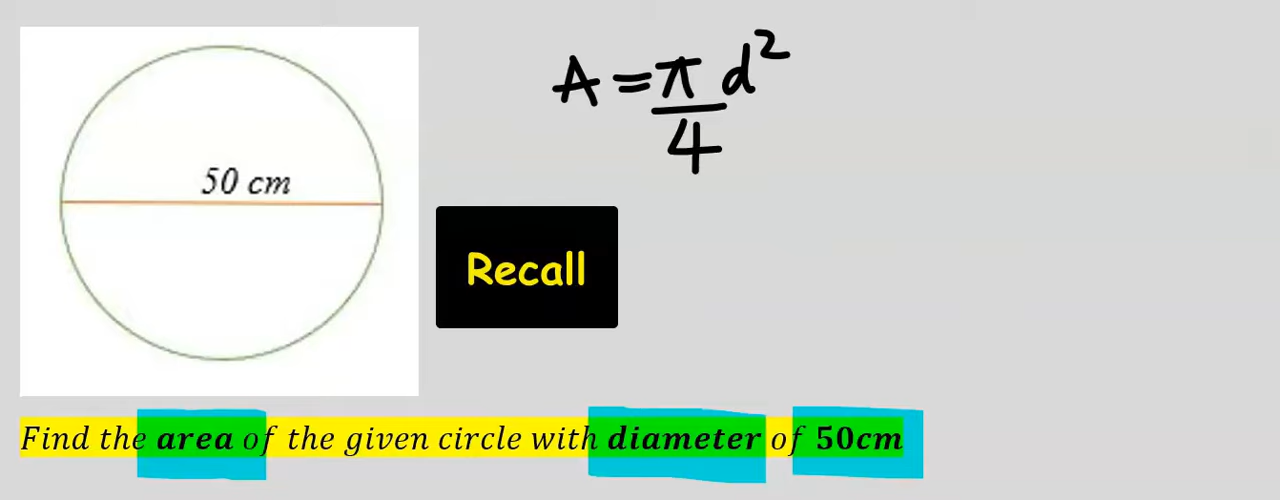 50 cm
A = π/4 d²
Recall
Find the area of the given circle with diameter of 50cm